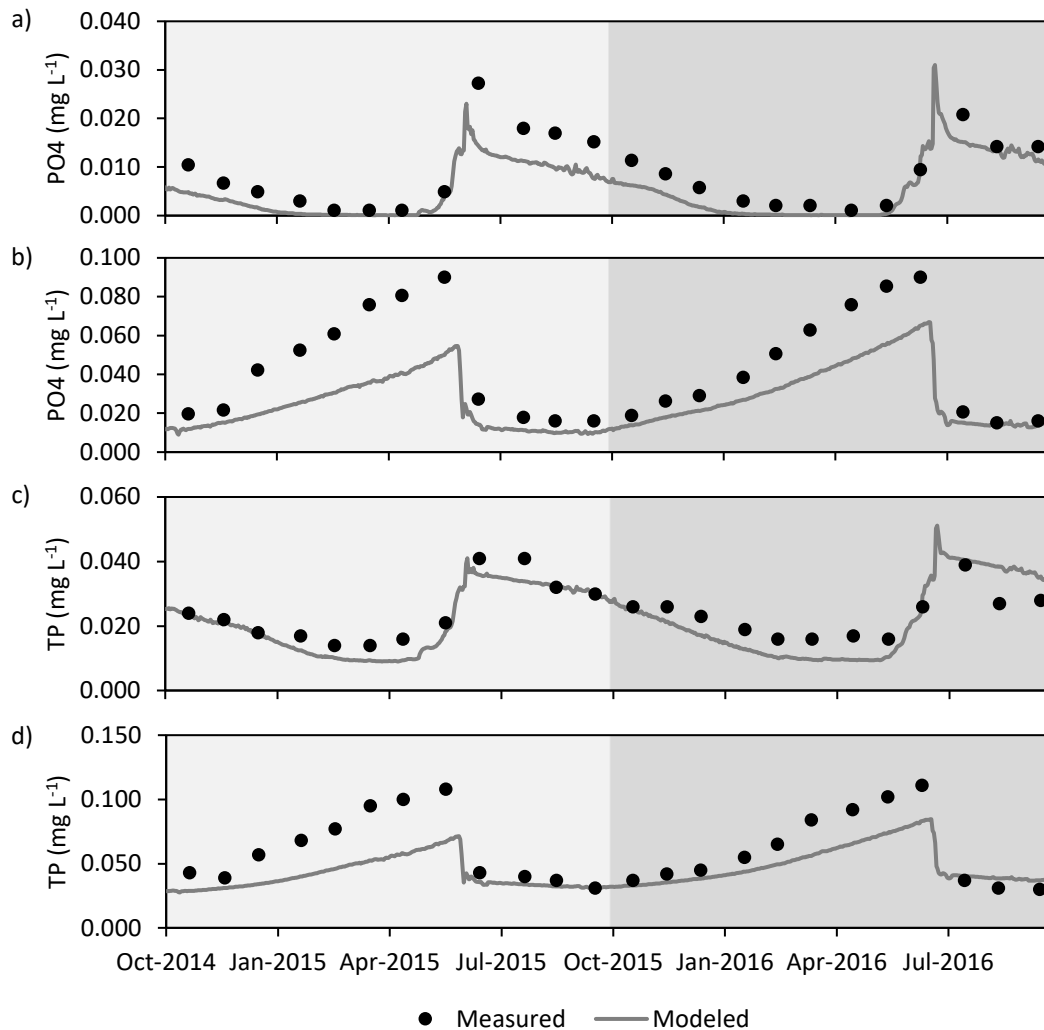 a)
PO4 (mg L⁻¹)
0.040
0.030
0.020
0.010
0.000
b)
PO4 (mg L⁻¹)
0.100
0.080
0.060
0.040
0.020
0.000
c)
TP (mg L⁻¹)
0.060
0.040
0.020
0.000
d)
TP (mg L⁻¹)
0.150
0.100
0.050
0.000
Oct-2014 Jan-2015 Apr-2015 Jul-2015 Oct-2015 Jan-2016 Apr-2016 Jul-2016
Measured Modeled